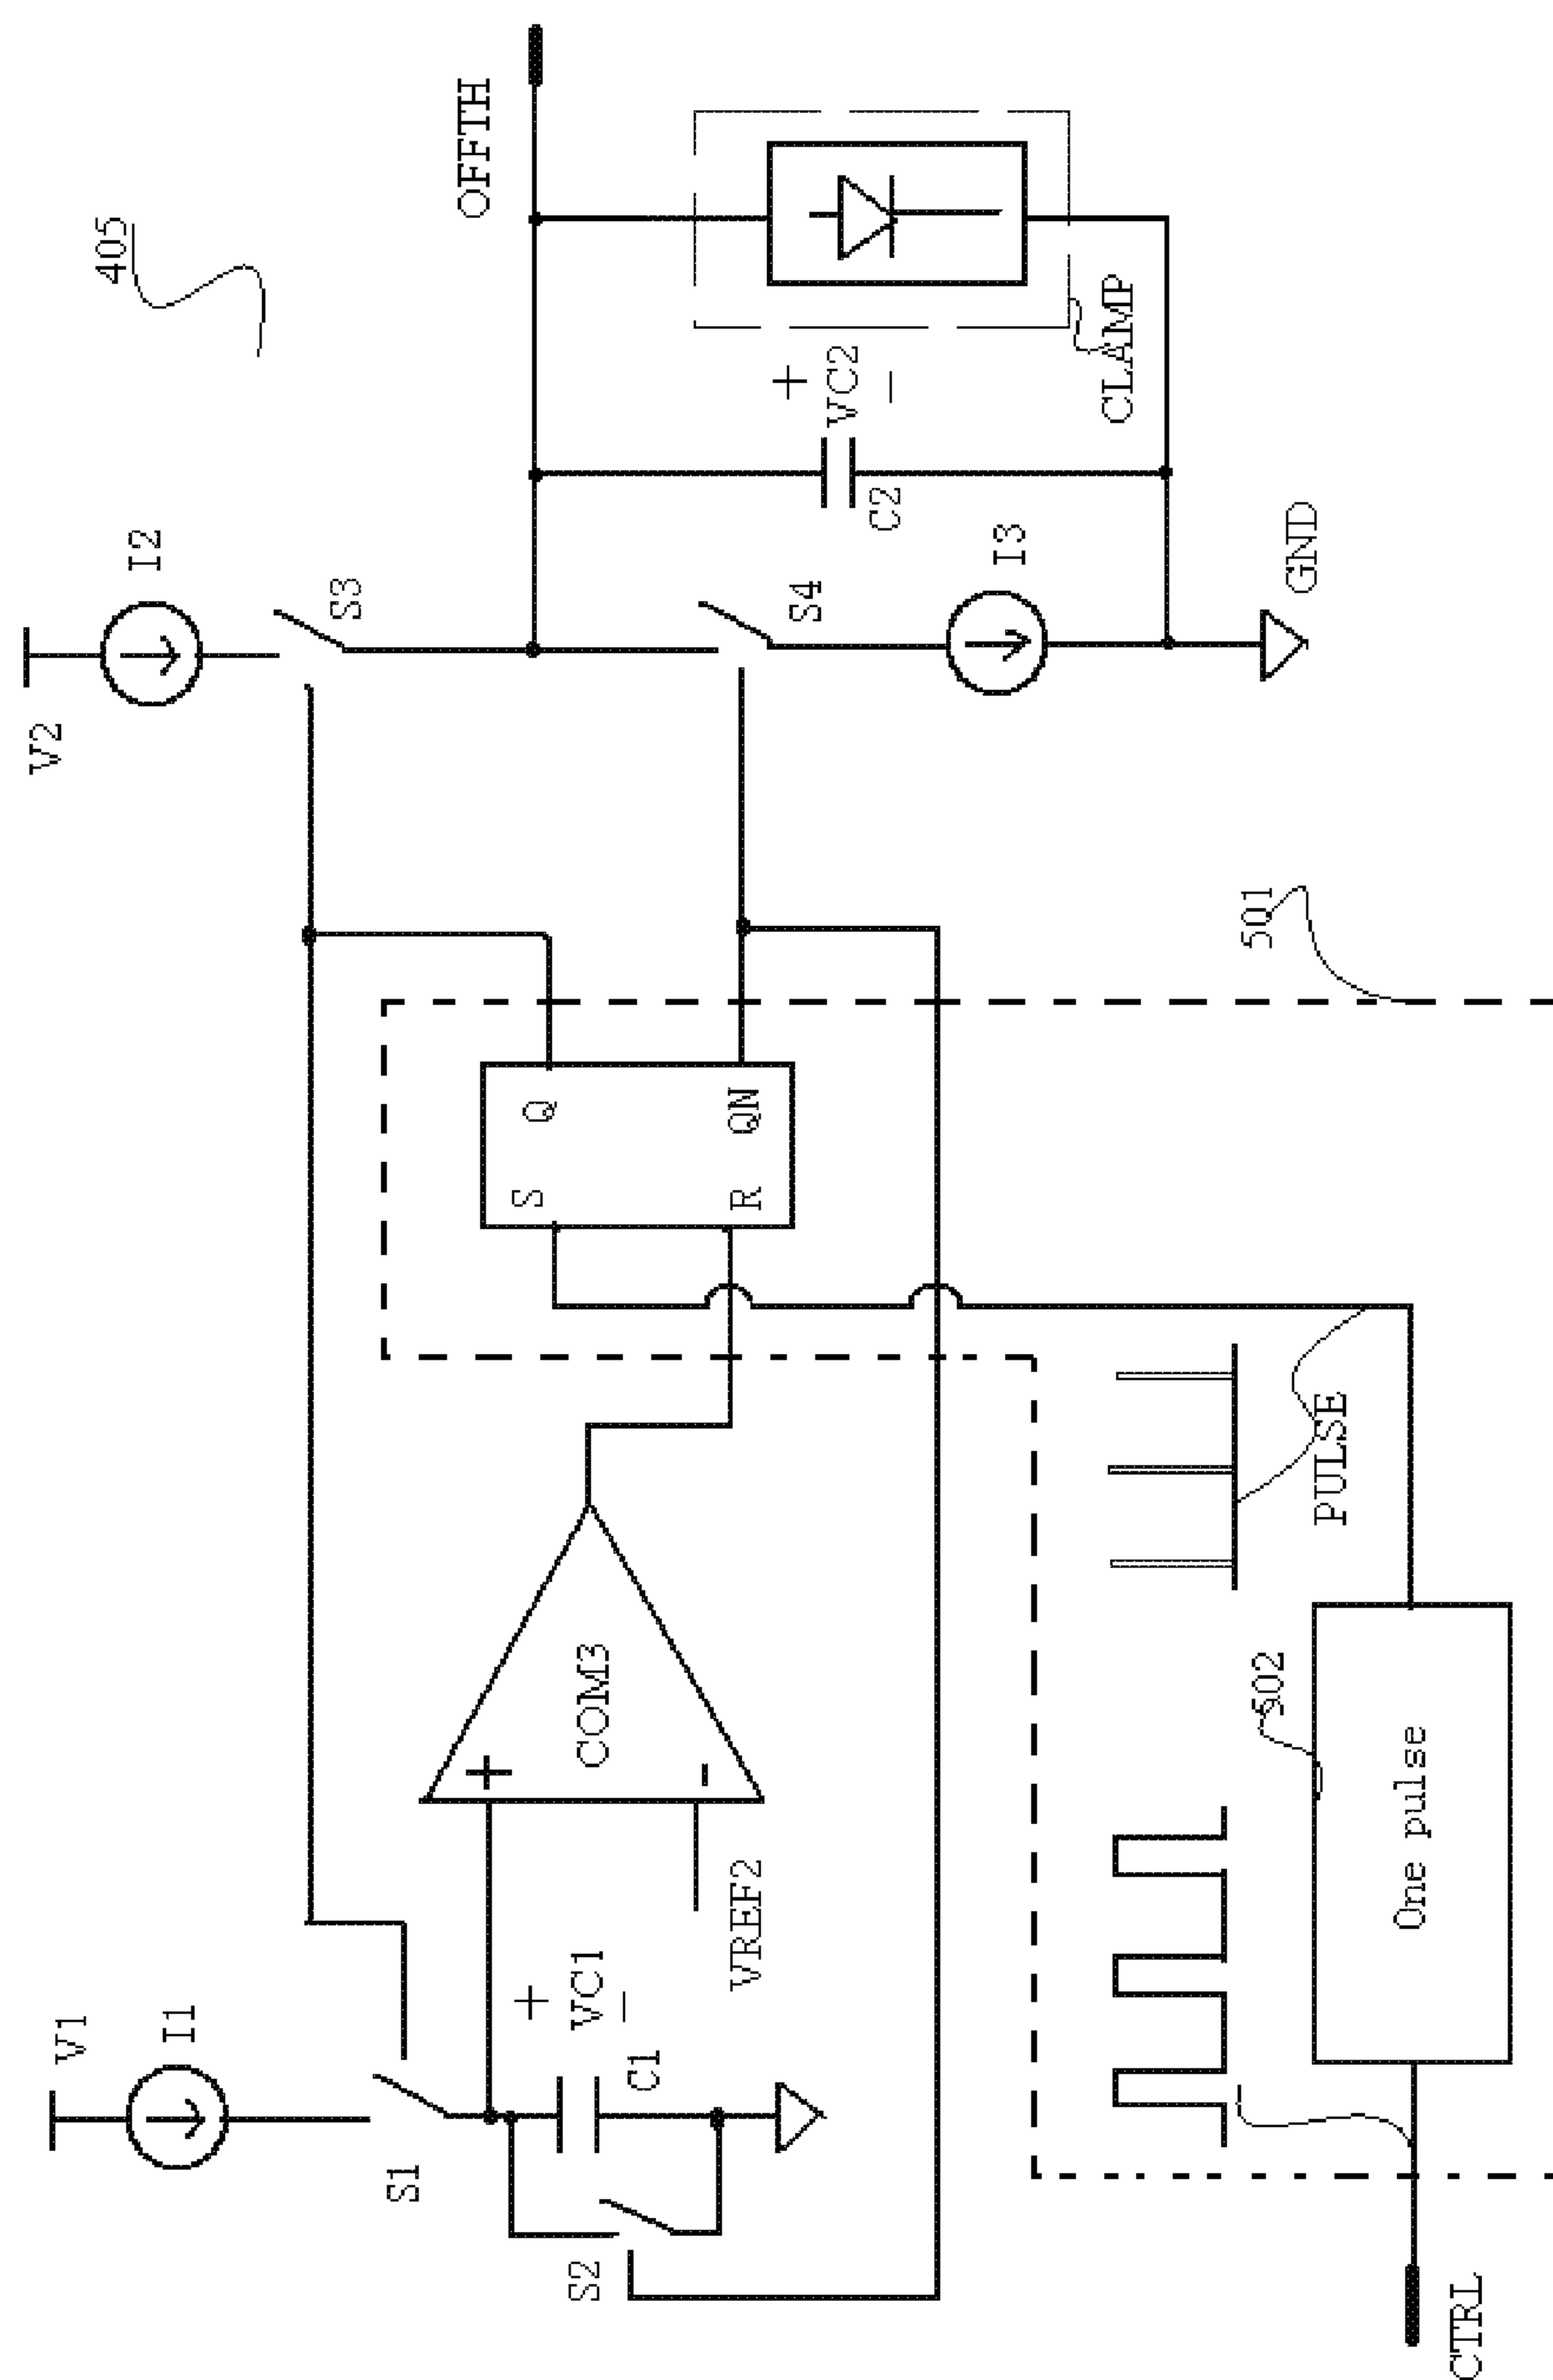 405
V2
I2
S3
OFFTH
V1
I1
S1
S2
C1
+
VC1
−
VREF2
+
-
COM3
S
R
Q
QN
S4
I3
C2
+
VC2
−
CLAMP
GND
501
CTRL
502
One pulse
PULSE